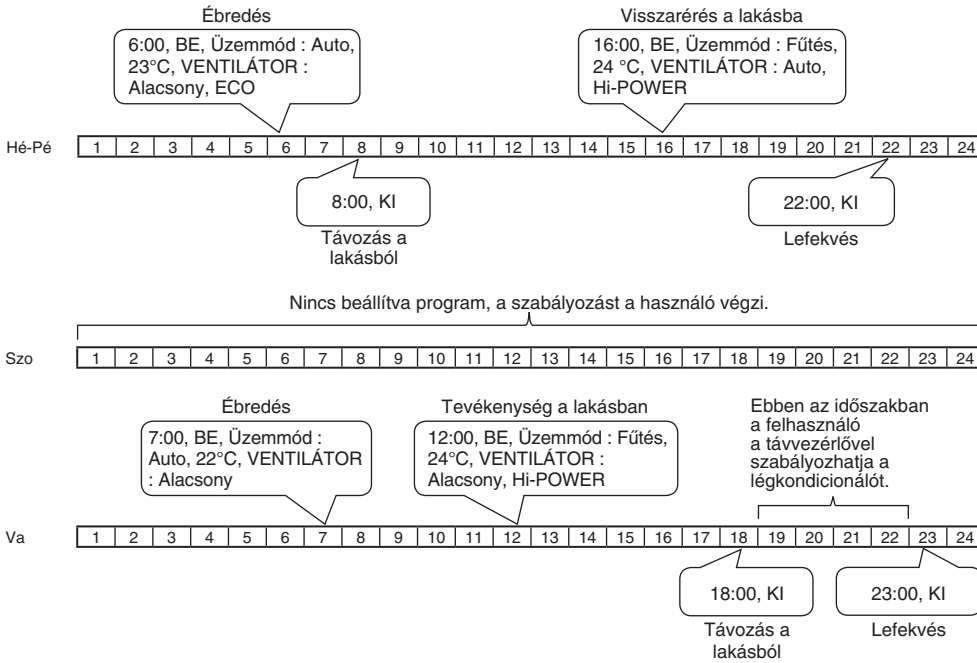 Ébredés
6:00, BE, Üzemmód : Auto,
23°C, VENTILÁTOR :
Alacsony, ECO
Visszarérés a lakásba
16:00, BE, Üzemmód : Fűtés,
24 °C, VENTILÁTOR : Auto,
Hi-POWER
Hé-Pé 1 2 3 4 5 6 7 8 9 10 11 12 13 14 15 16 17 18 19 20 21 22 23 24
8:00, KI
Távozás a
lakásból
22:00, KI
Lefekvés
Nincs beállítva program, a szabályozást a használó végzi.
Szo 1 2 3 4 5 6 7 8 9 10 11 12 13 14 15 16 17 18 19 20 21 22 23 24
Ébredés
7:00, BE, Üzemmód :
Auto, 22°C, VENTILÁTOR
: Alacsony
Tevékenység a lakásban
12:00, BE, Üzemmód : Fűtés,
24°C, VENTILÁTOR :
Alacsony, Hi-POWER
Ebben az időszakban
a felhasználó
a távvezérlővel
szabályozhatja a
légkondicionálót.
Va 1 2 3 4 5 6 7 8 9 10 11 12 13 14 15 16 17 18 19 20 21 22 23 24
18:00, KI
Távozás a
lakásból
23:00, KI
Lefekvés